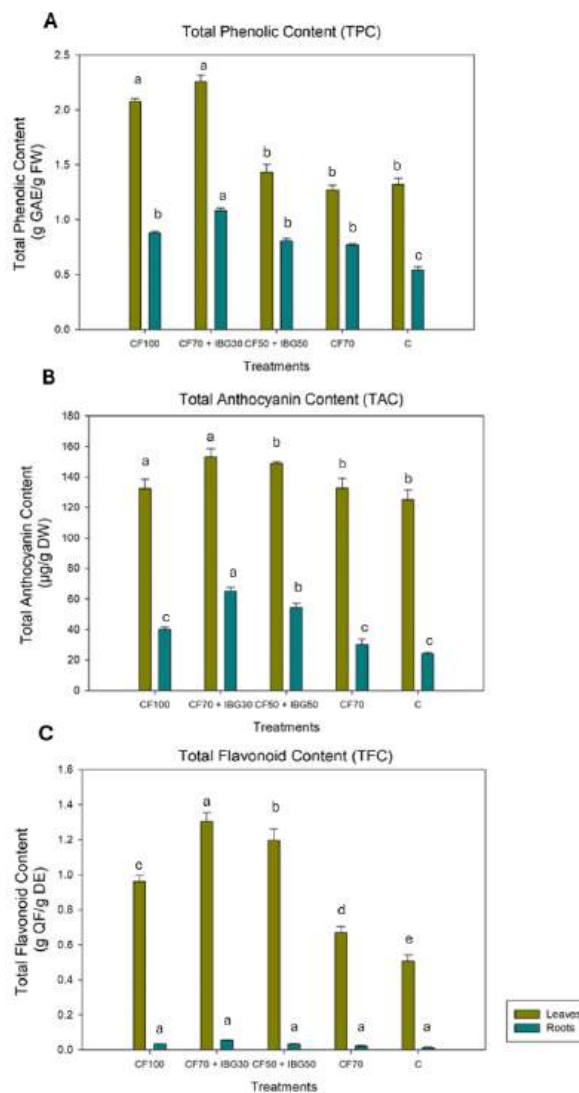 A
Total Phenolic Content (TPC)
Total Phenolic Content
(g GAE/g FW)
2.5
2.0
1.5
1.0
0.5
0.0
a
b
a
a
b
b
b
b
b
c
CF100
CF70 + IBG30
CF50 + IBG50
CF70
C
Treatments
B
Total Anthocyanin Content (TAC)
Total Anthocyanin Content
(µg/g DW)
180
160
140
120
100
80
60
40
20
0
a
c
a
a
b
b
b
c
b
c
CF100
CF70 + IBG30
CF50 + IBG50
CF70
C
Treatments
C
Total Flavonoid Content (TFC)
Total Flavonoid Content
(g QF/g DE)
1.6
1.4
1.2
1.0
0.8
0.6
0.4
0.2
0.0
c
a
a
a
b
a
d
a
e
a
CF100
CF70 + IBG30
CF50 + IBG50
CF70
C
Treatments
Leaves
Roots